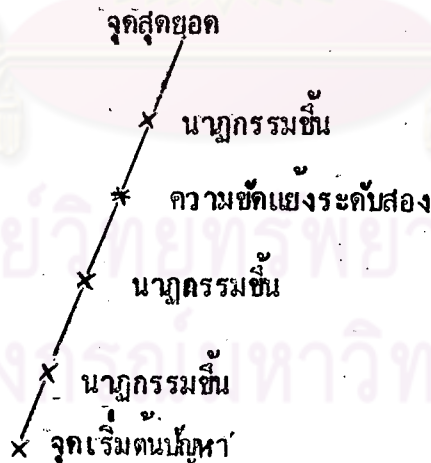 จุดสุดยอด
นาฏกรรมขึ้น
ความขัดแย้งระดับสอง
นาฏกรรมขึ้น
นาฏกรรมขึ้น
จุดเริ่มต้นปัญหา